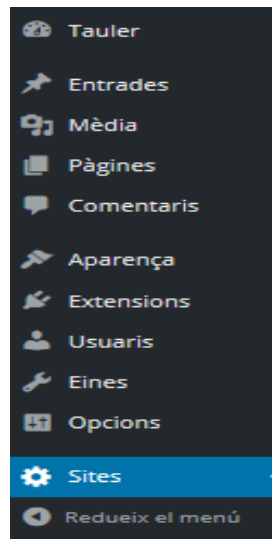 Tauler
Entrades
Mèdia
Pàgines
Comentaris
Aparença
Extensions
Usuaris
Eines
Opcions
Sites
Redueix el menú